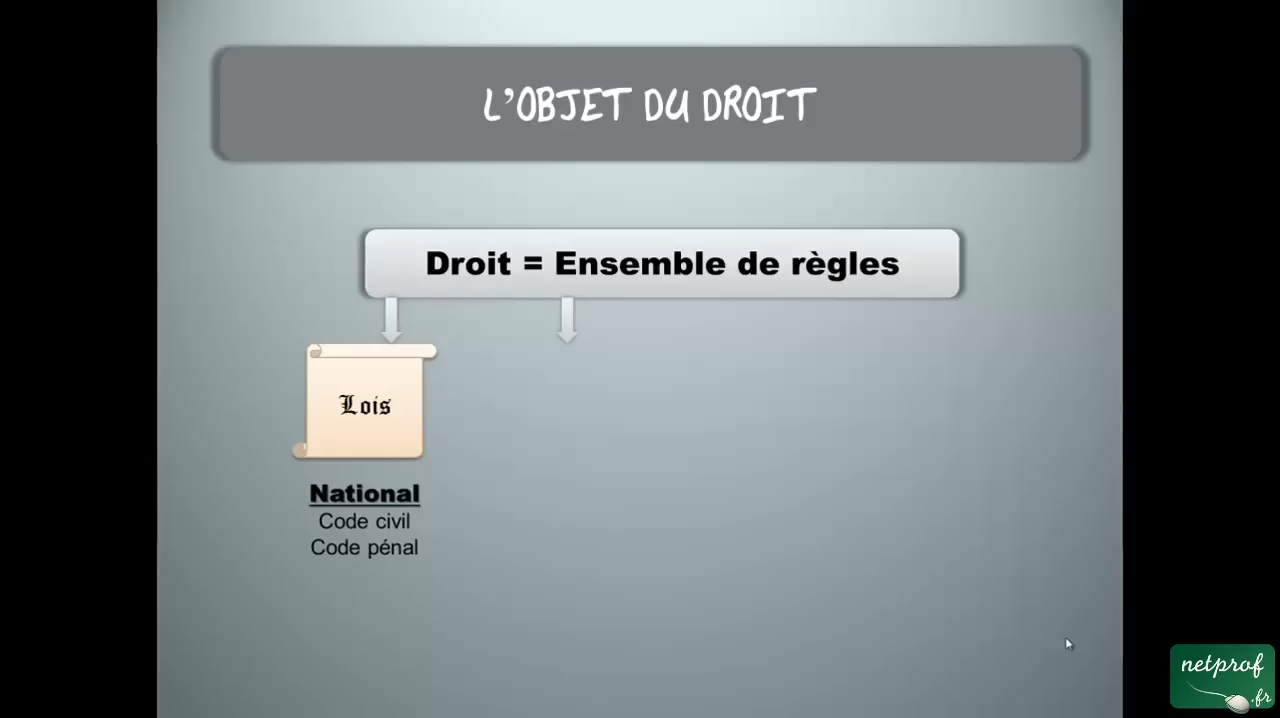 L'OBJET DU DROIT
Droit = Ensemble de règles
Lois
National
Code civil
Code pénal
netprof
.fr